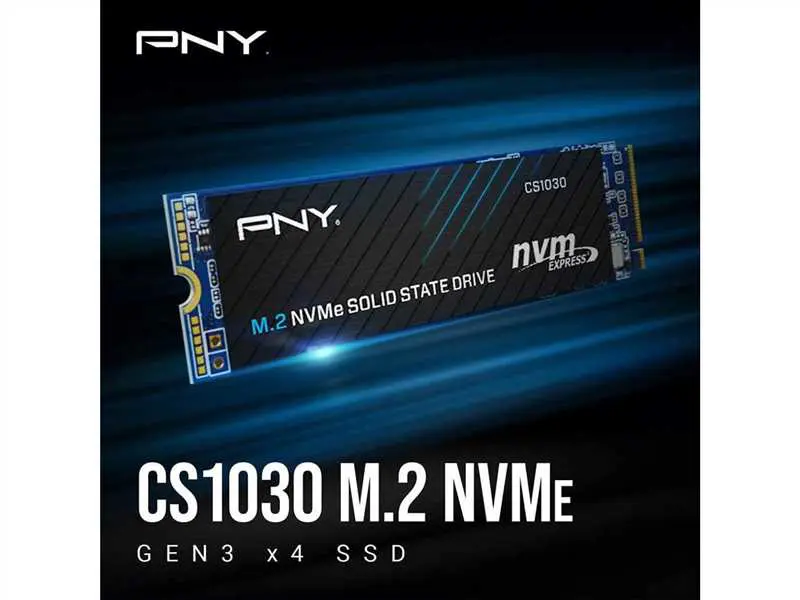 PNY.
CS1030
PNY
nvm
EXPRESS
M.2 NVMe SOLID STATE DRIVE
CS1030 M.2 NVMe
GEN3 x4 SSD